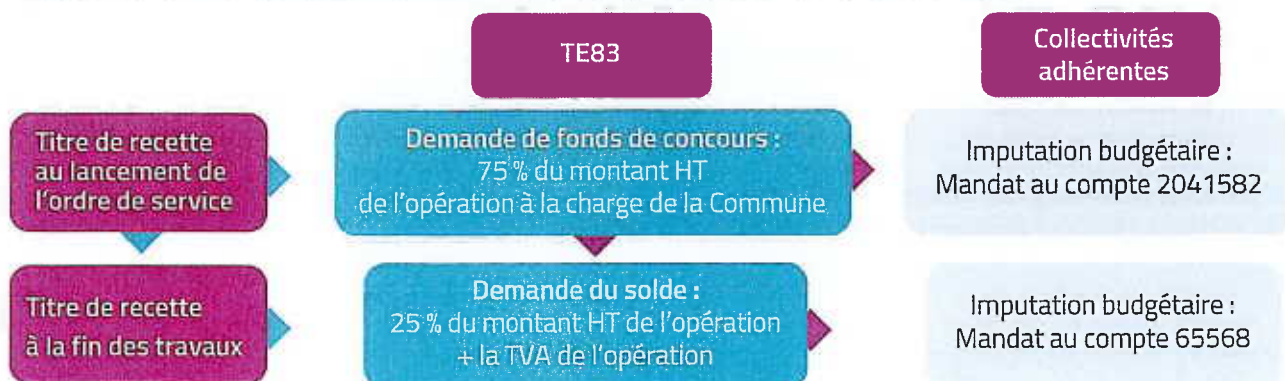 TE83
Collectivités
adhérentes
Titre de recette
au lancement de
l'ordre de service
Demande de fonds de concours :
75 % du montant HT
de l'opération à la charge de la Commune
Imputation budgétaire :
Mandat au compte 2041582
Titre de recette
à la fin des travaux
Demande du solde :
25 % du montant HT de l'opération
+ la TVA de l'opération
Imputation budgétaire :
Mandat au compte 65568